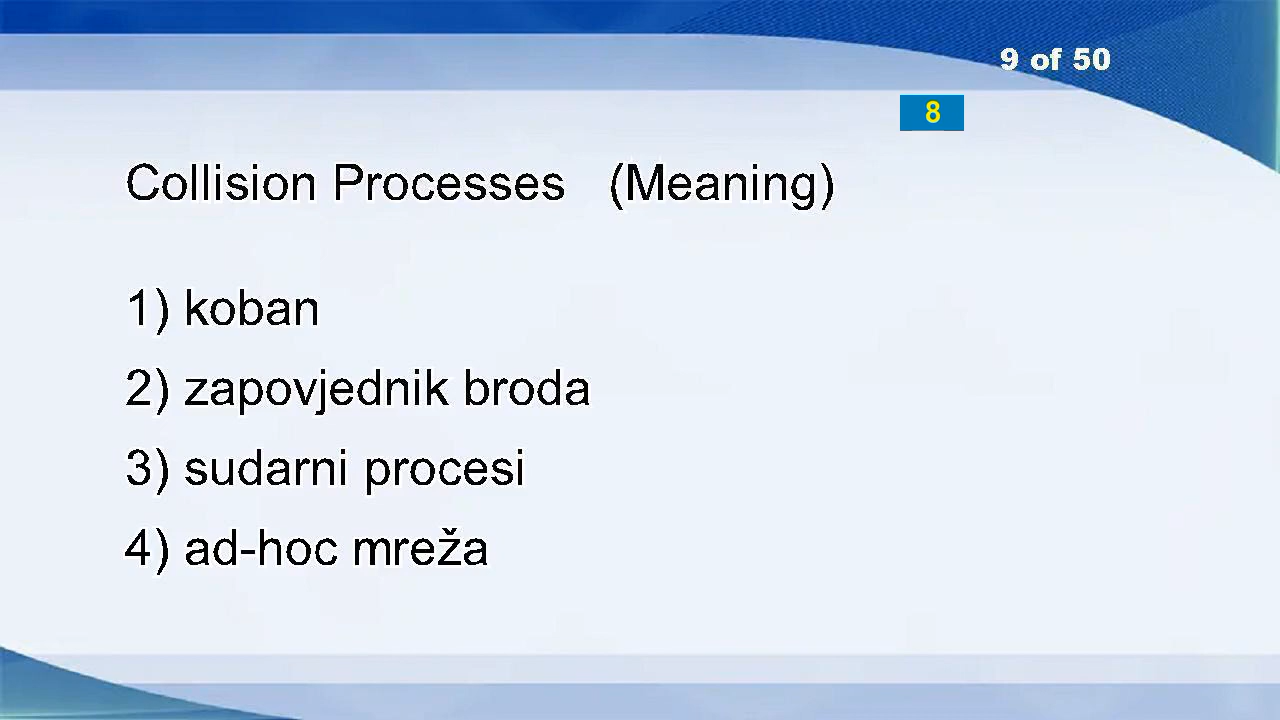 9 of 50
8
Collision Processes (Meaning)
1) koban
2) zapovjednik broda
3) sudarni procesi
4) ad-hoc mreža